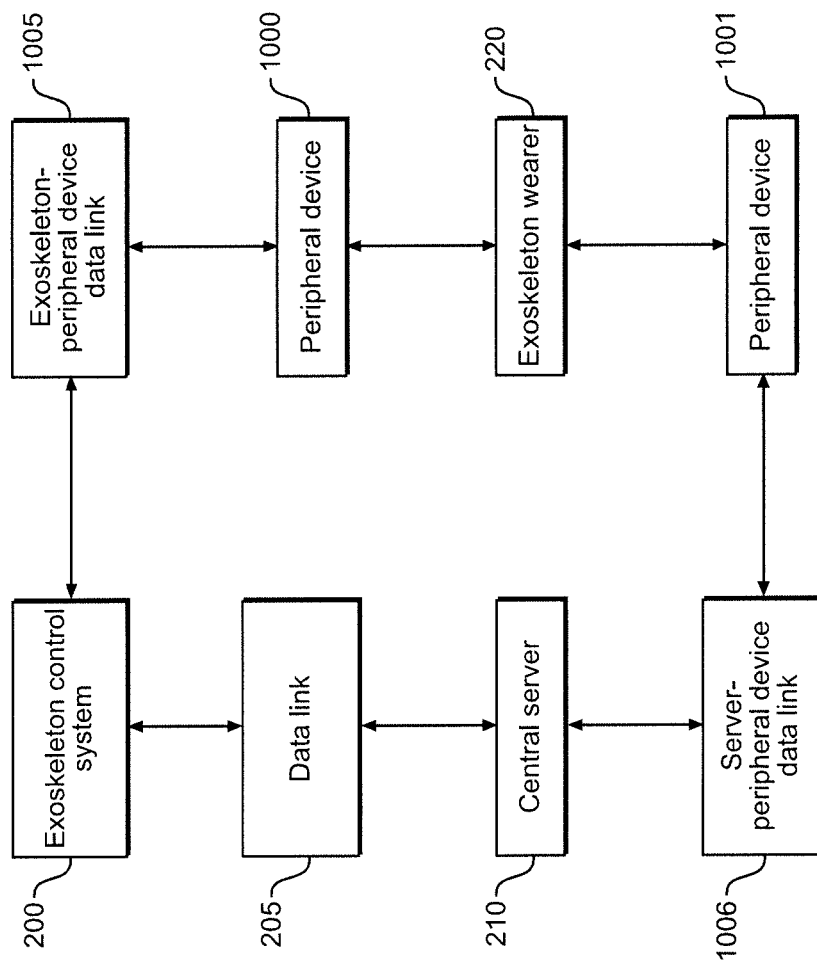 200
Exoskeleton control
system
Exoskeleton-
peripheral device
data link
1005
205
Data link
Peripheral device
1000
210
Central server
Exoskeleton wearer
220
1006
Server-
peripheral device
data link
Peripheral device
1001